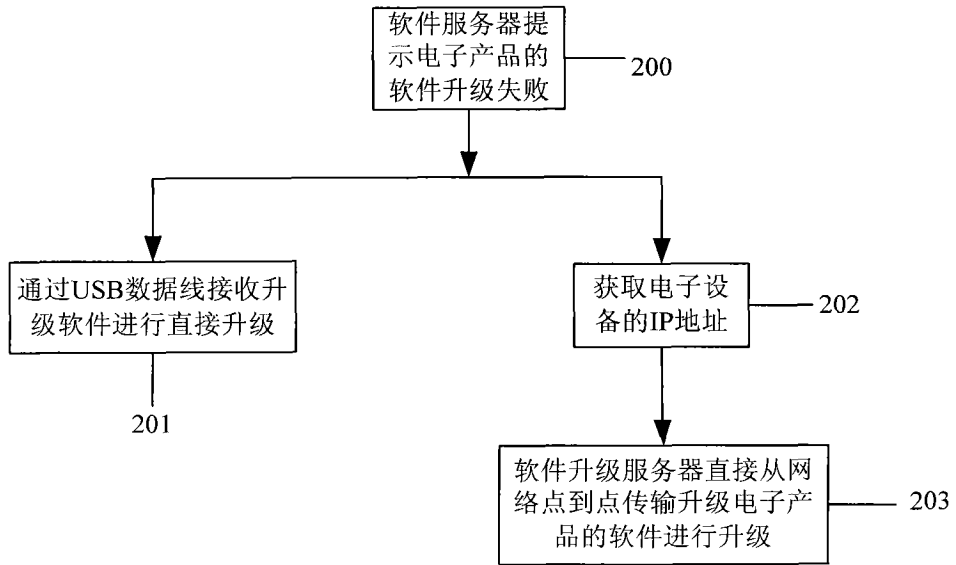 软件服务器提
示电子产品的
软件升级失败
200
通过USB数据线接收升
级软件进行直接升级
201
获取电子设
备的IP地址
202
软件升级服务器直接从网
络点到点传输升级电子产
品的软件进行升级
203